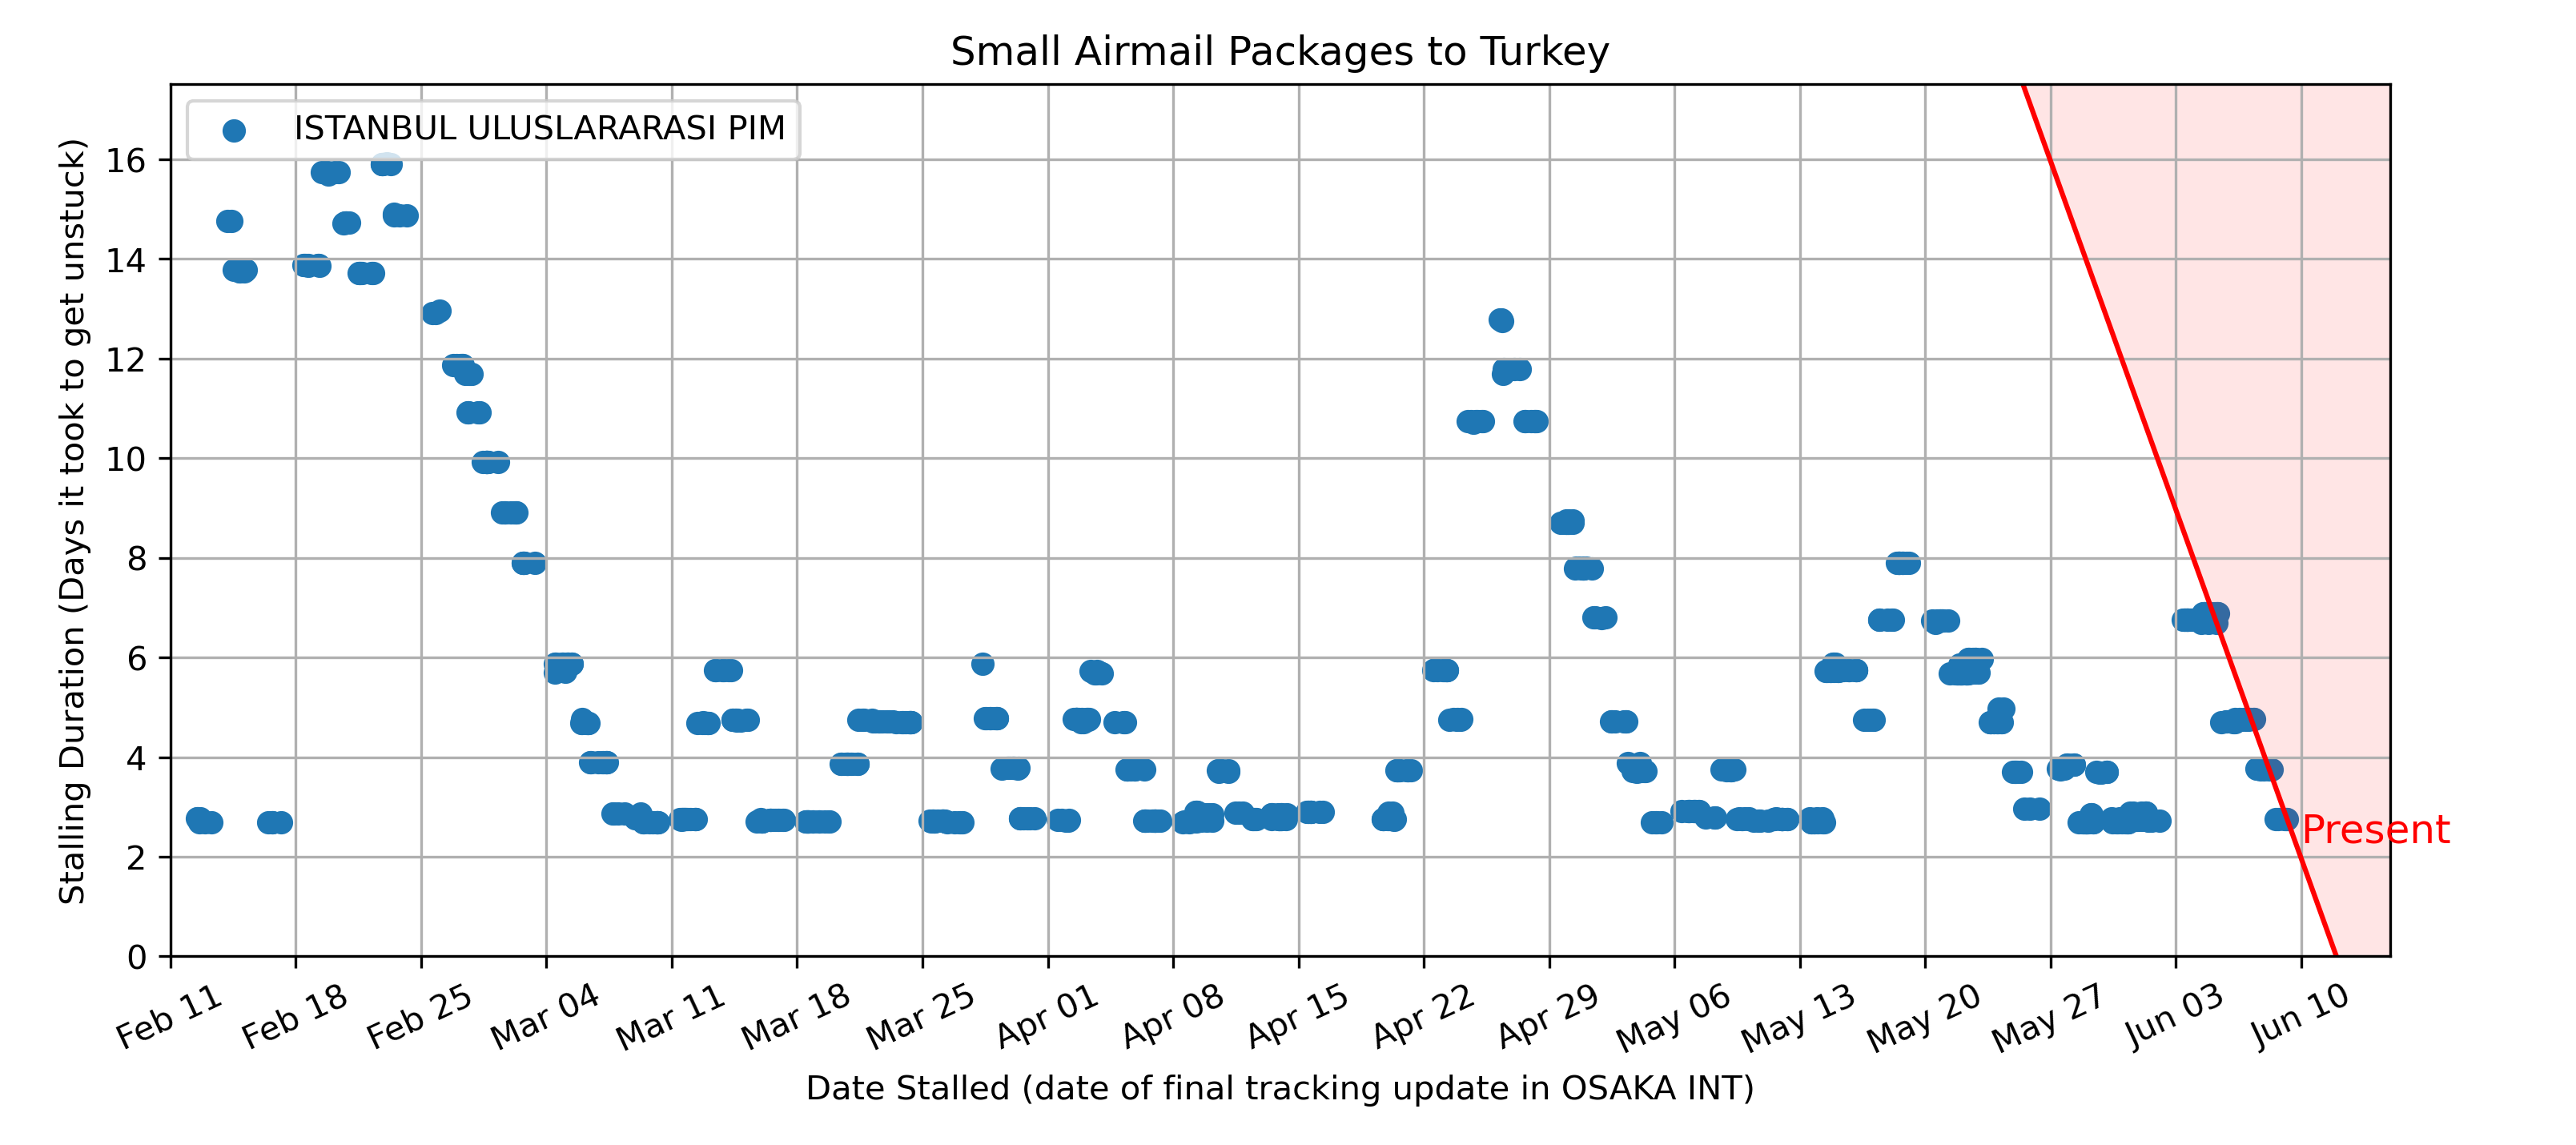 Small Airmail Packages to Turkey
ISTANBUL ULUSLARARASI PIM
Stalling Duration (Days it took to get unstuck)
16
14
12
10
8
6
4
2
0
Present
Feb 11
Feb 18
Feb 25
Mar 04
Mar 11
Mar 18
Mar 25
Apr 01
Apr 08
Apr 15
Apr 22
Apr 29
May 06
May 13
May 20
May 27
Jun 03
Jun 10
Date Stalled (date of final tracking update in OSAKA INT)